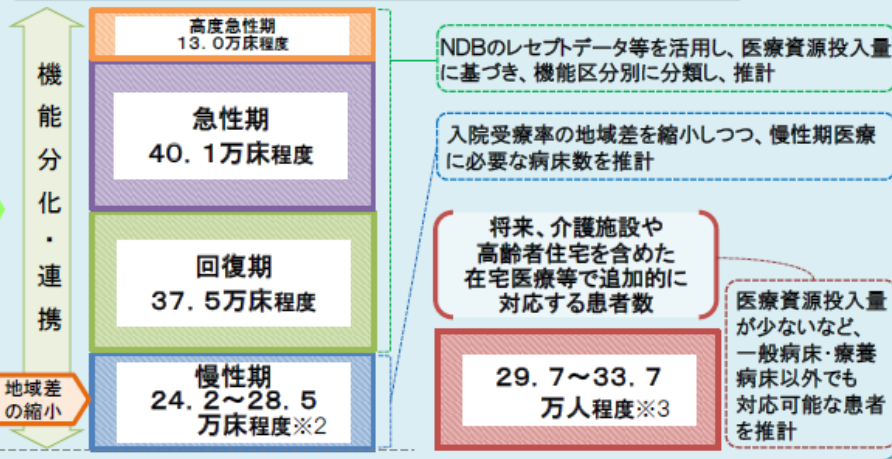 機能分化・連携
高度急性期
13.0万床程度
急性期
40.1万床程度
回復期
37.5万床程度
慢性期
24.2～28.5
万床程度※2
地域差
の縮小
NDBのレセプトデータ等を活用し、医療資源投入量
に基づき、機能区分別に分類し、推計
入院受療率の地域差を縮小しつつ、慢性期医療
に必要な病床数を推計
将来、介護施設や
高齢者住宅を含めた
在宅医療等で追加的に
対応する患者数
29.7～33.7
万人程度※3
医療資源投入量
が少ないなど、
一般病床・療養
病床以外でも
対応可能な患者
を推計